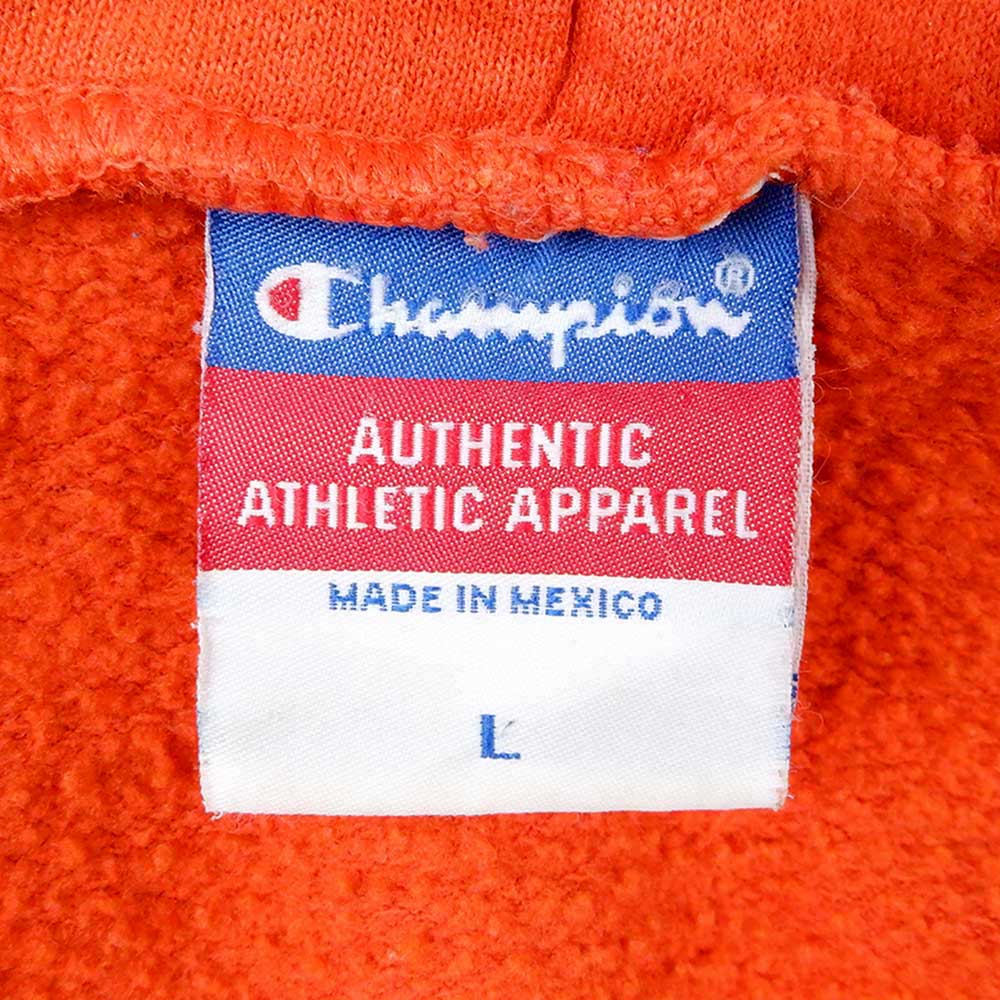 Champion®
AUTHENTIC
ATHLETIC APPAREL
MADE IN MEXICO
L